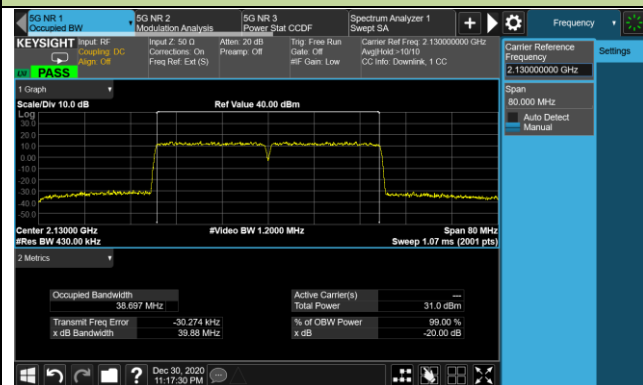 5G NR 1
Occupied BW
5G NR 2
Modulation Analysis
5G NR 3
Power Stat CCDF
Spectrum Analyzer 1
Swept SA
Frequency
KEYSIGHT
Input: RF
Coupling: DC
Align: Off
Input Z: 50 Ω
Corrections: On
Freq Ref: Ext (S)
Atten: 20 dB
Preamp: Off
Trig: Free Run
Gate: Off
#IF Gain: Low
Carrier Ref Freq: 2.130000000 GHz
Avg|Hold:>10/10
CC Info: Downlink, 1 CC
PASS
Carrier Reference
Frequency
2.130000000 GHz
Span
80.000 MHz
Auto Detect
Manual
Settings
1 Graph
Scale/Div 10.0 dB
Ref Value 40.00 dBm
Log
30.0
20.0
10.0
0.00
-10.0
-20.0
-30.0
-40.0
-50.0
Center 2.13000 GHz
#Video BW 1.2000 MHz
Span 80 MHz
#Res BW 430.00 kHz
Sweep 1.07 ms (2001 pts)
2 Metrics
Occupied Bandwidth
38.697 MHz
Active Carrier(s)
---
Total Power
31.0 dBm
Transmit Freq Error
-30.274 kHz
x dB Bandwidth
39.88 MHz
% of OBW Power
99.00 %
x dB
-20.00 dB
?
Dec 30, 2020
11:17:30 PM